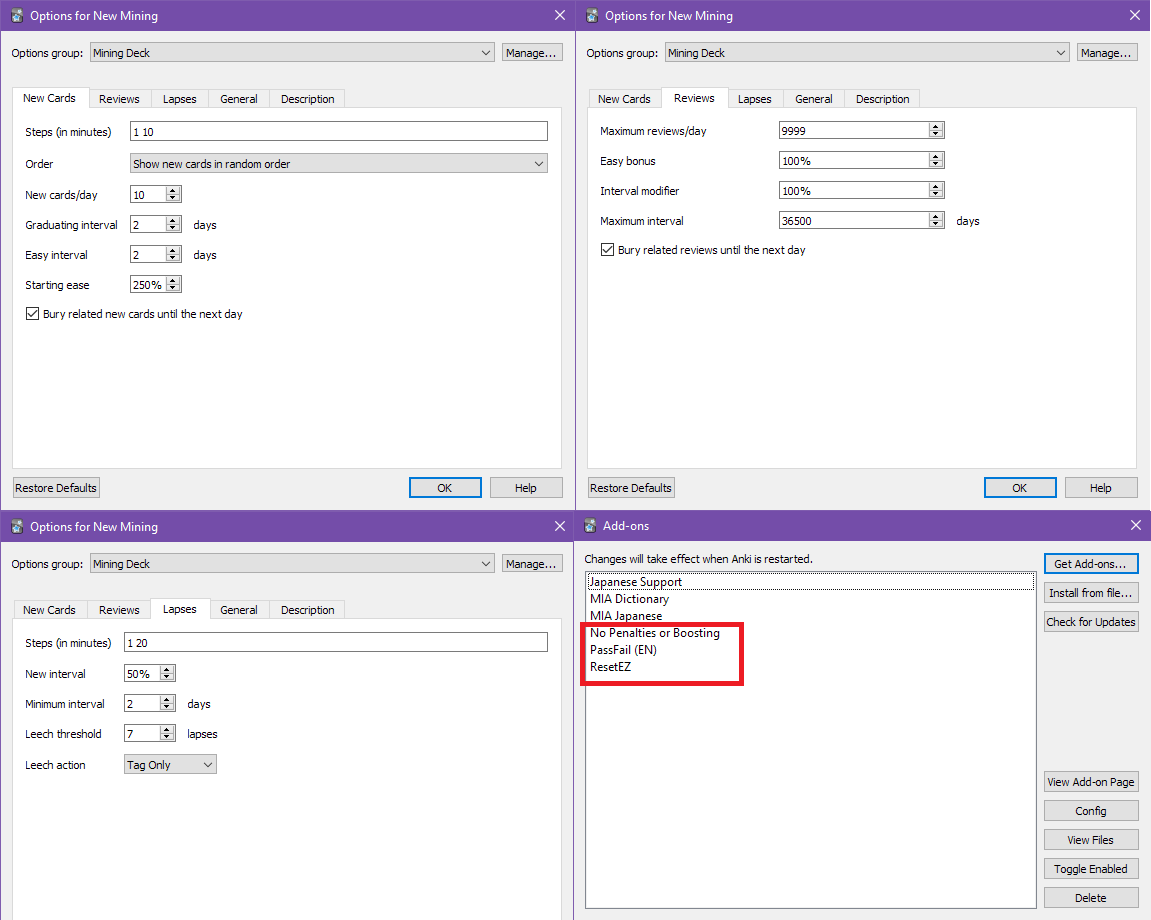 Options for New Mining
Options group: Mining Deck Manage...
New Cards Reviews Lapses General Description
Steps (in minutes) 1 10
Order Show new cards in random order
New cards/day 10
Graduating interval 2 days
Easy interval 2 days
Starting ease 250%
Bury related new cards until the next day
Restore Defaults OK Help
Options for New Mining
Options group: Mining Deck Manage...
New Cards Reviews Lapses General Description
Maximum reviews/day 9999
Easy bonus 100%
Interval modifier 100%
Maximum interval 36500 days
Bury related reviews until the next day
Restore Defaults OK Help
Options for New Mining
Options group: Mining Deck Manage...
New Cards Reviews Lapses General Description
Steps (in minutes) 1 20
New interval 50%
Minimum interval 2 days
Leech threshold 7 lapses
Leech action Tag Only
Add-ons
Changes will take effect when Anki is restarted.
Japanese Support
MIA Dictionary
MIA Japanese
No Penalties or Boosting
PassFail (EN)
ResetEZ
Get Add-ons...
Install from file...
Check for Updates
View Add-on Page
Config
View Files
Toggle Enabled
Delete